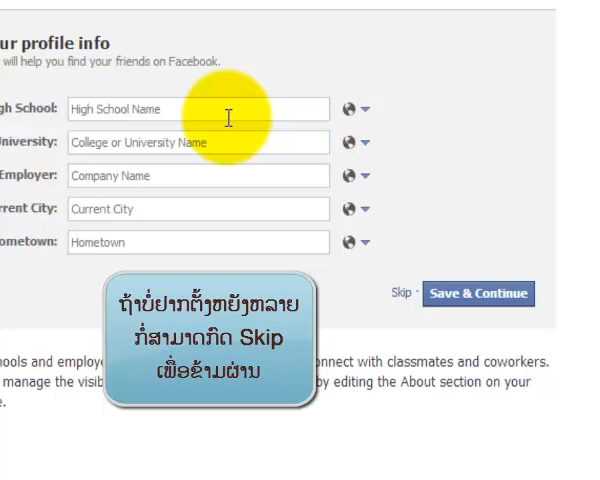 ur profile info
will help you find your friends on Facebook.
gh School: High School Name
niversity: College or University Name
Employer: Company Name
rrent City: Current City
ometown: Hometown
Skip · Save & Continue
ຖ້າບໍ່ຢາກຕັ້ງຫຍັງຫລາຍ
ກໍ່ສາມາດກົດ Skip
ເພື່ອຂ້າມຜ່ານ
hools and employe onnect with classmates and coworkers.
manage the visib by editing the About section on your
e.